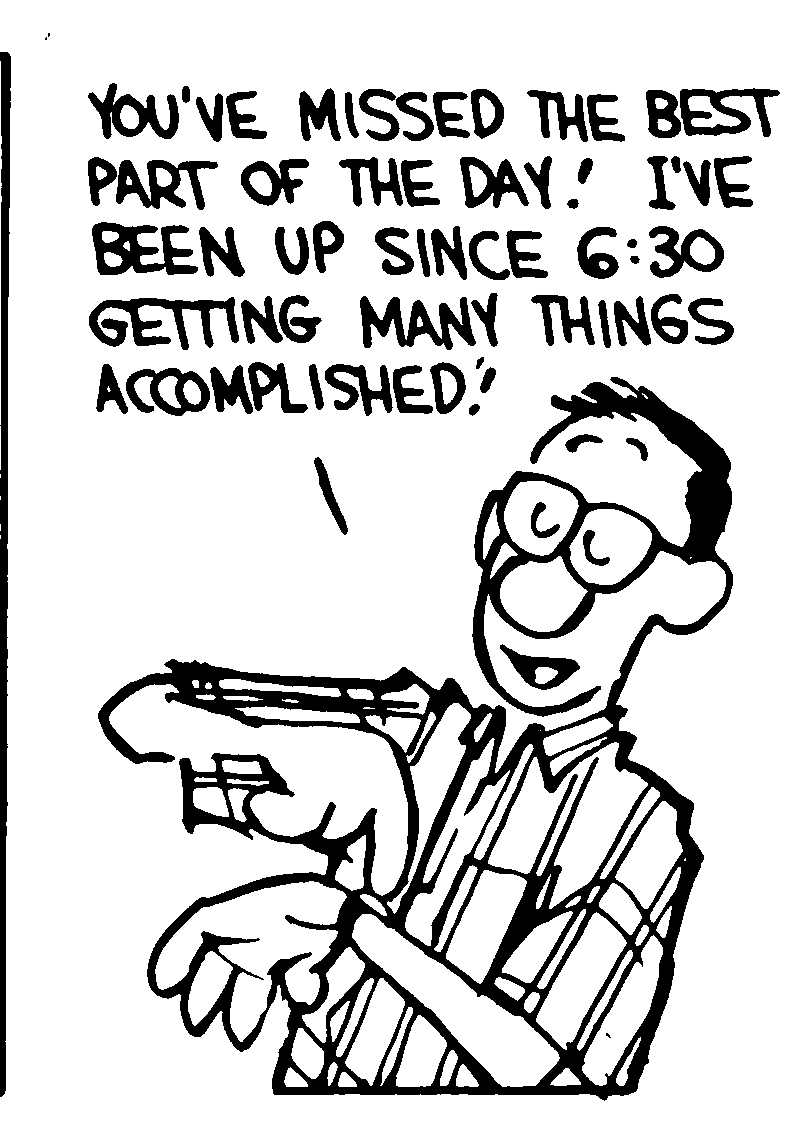 YOU'VE MISSED THE BEST
PART OF THE DAY! I'VE
BEEN UP SINCE 6:30
GETTING MANY THINGS
ACCOMPLISHED!